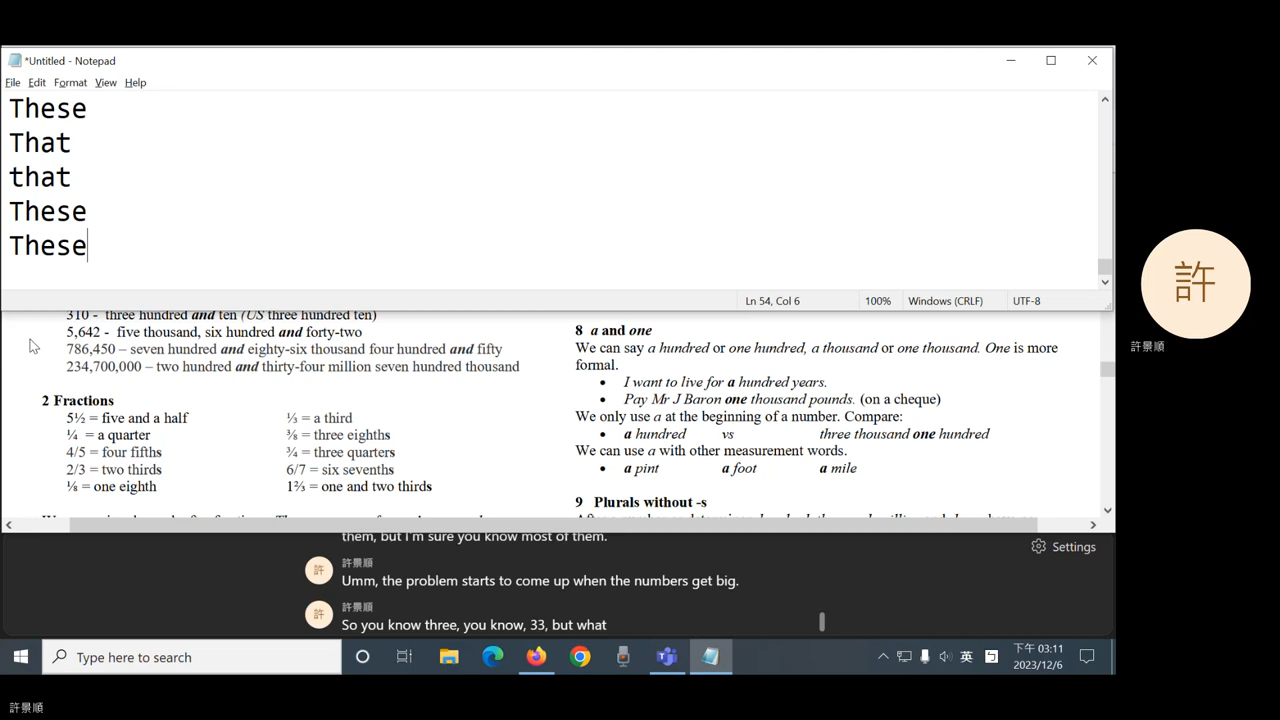 *Untitled - Notepad
File Edit Format View Help
These
That
that
These
These
Ln 54, Col 6 100% Windows (CRLF) UTF-8
310 - three hundred and ten (US three hundred ten)
5,642 - five thousand, six hundred and forty-two
786,450 – seven hundred and eighty-six thousand four hundred and fifty
234,700,000 – two hundred and thirty-four million seven hundred thousand
2 Fractions
5½ = five and a half ⅓ = a third
¼ = a quarter ⅜ = three eighths
4/5 = four fifths ¾ = three quarters
2/3 = two thirds 6/7 = six sevenths
⅛ = one eighth 1⅔ = one and two thirds
8 a and one
We can say a hundred or one hundred, a thousand or one thousand. One is more
formal.
• I want to live for a hundred years.
• Pay Mr J Baron one thousand pounds. (on a cheque)
We only use a at the beginning of a number. Compare:
• a hundred vs three thousand one hundred
We can use a with other measurement words.
• a pint a foot a mile
9 Plurals without -s
them, but I'm sure you know most of them.
許景順
許 Umm, the problem starts to come up when the numbers get big.
許景順
許 So you know three, you know, 33, but what
Settings
許
許景順
Type here to search
英
下午 03:11
2023/12/6
許景順